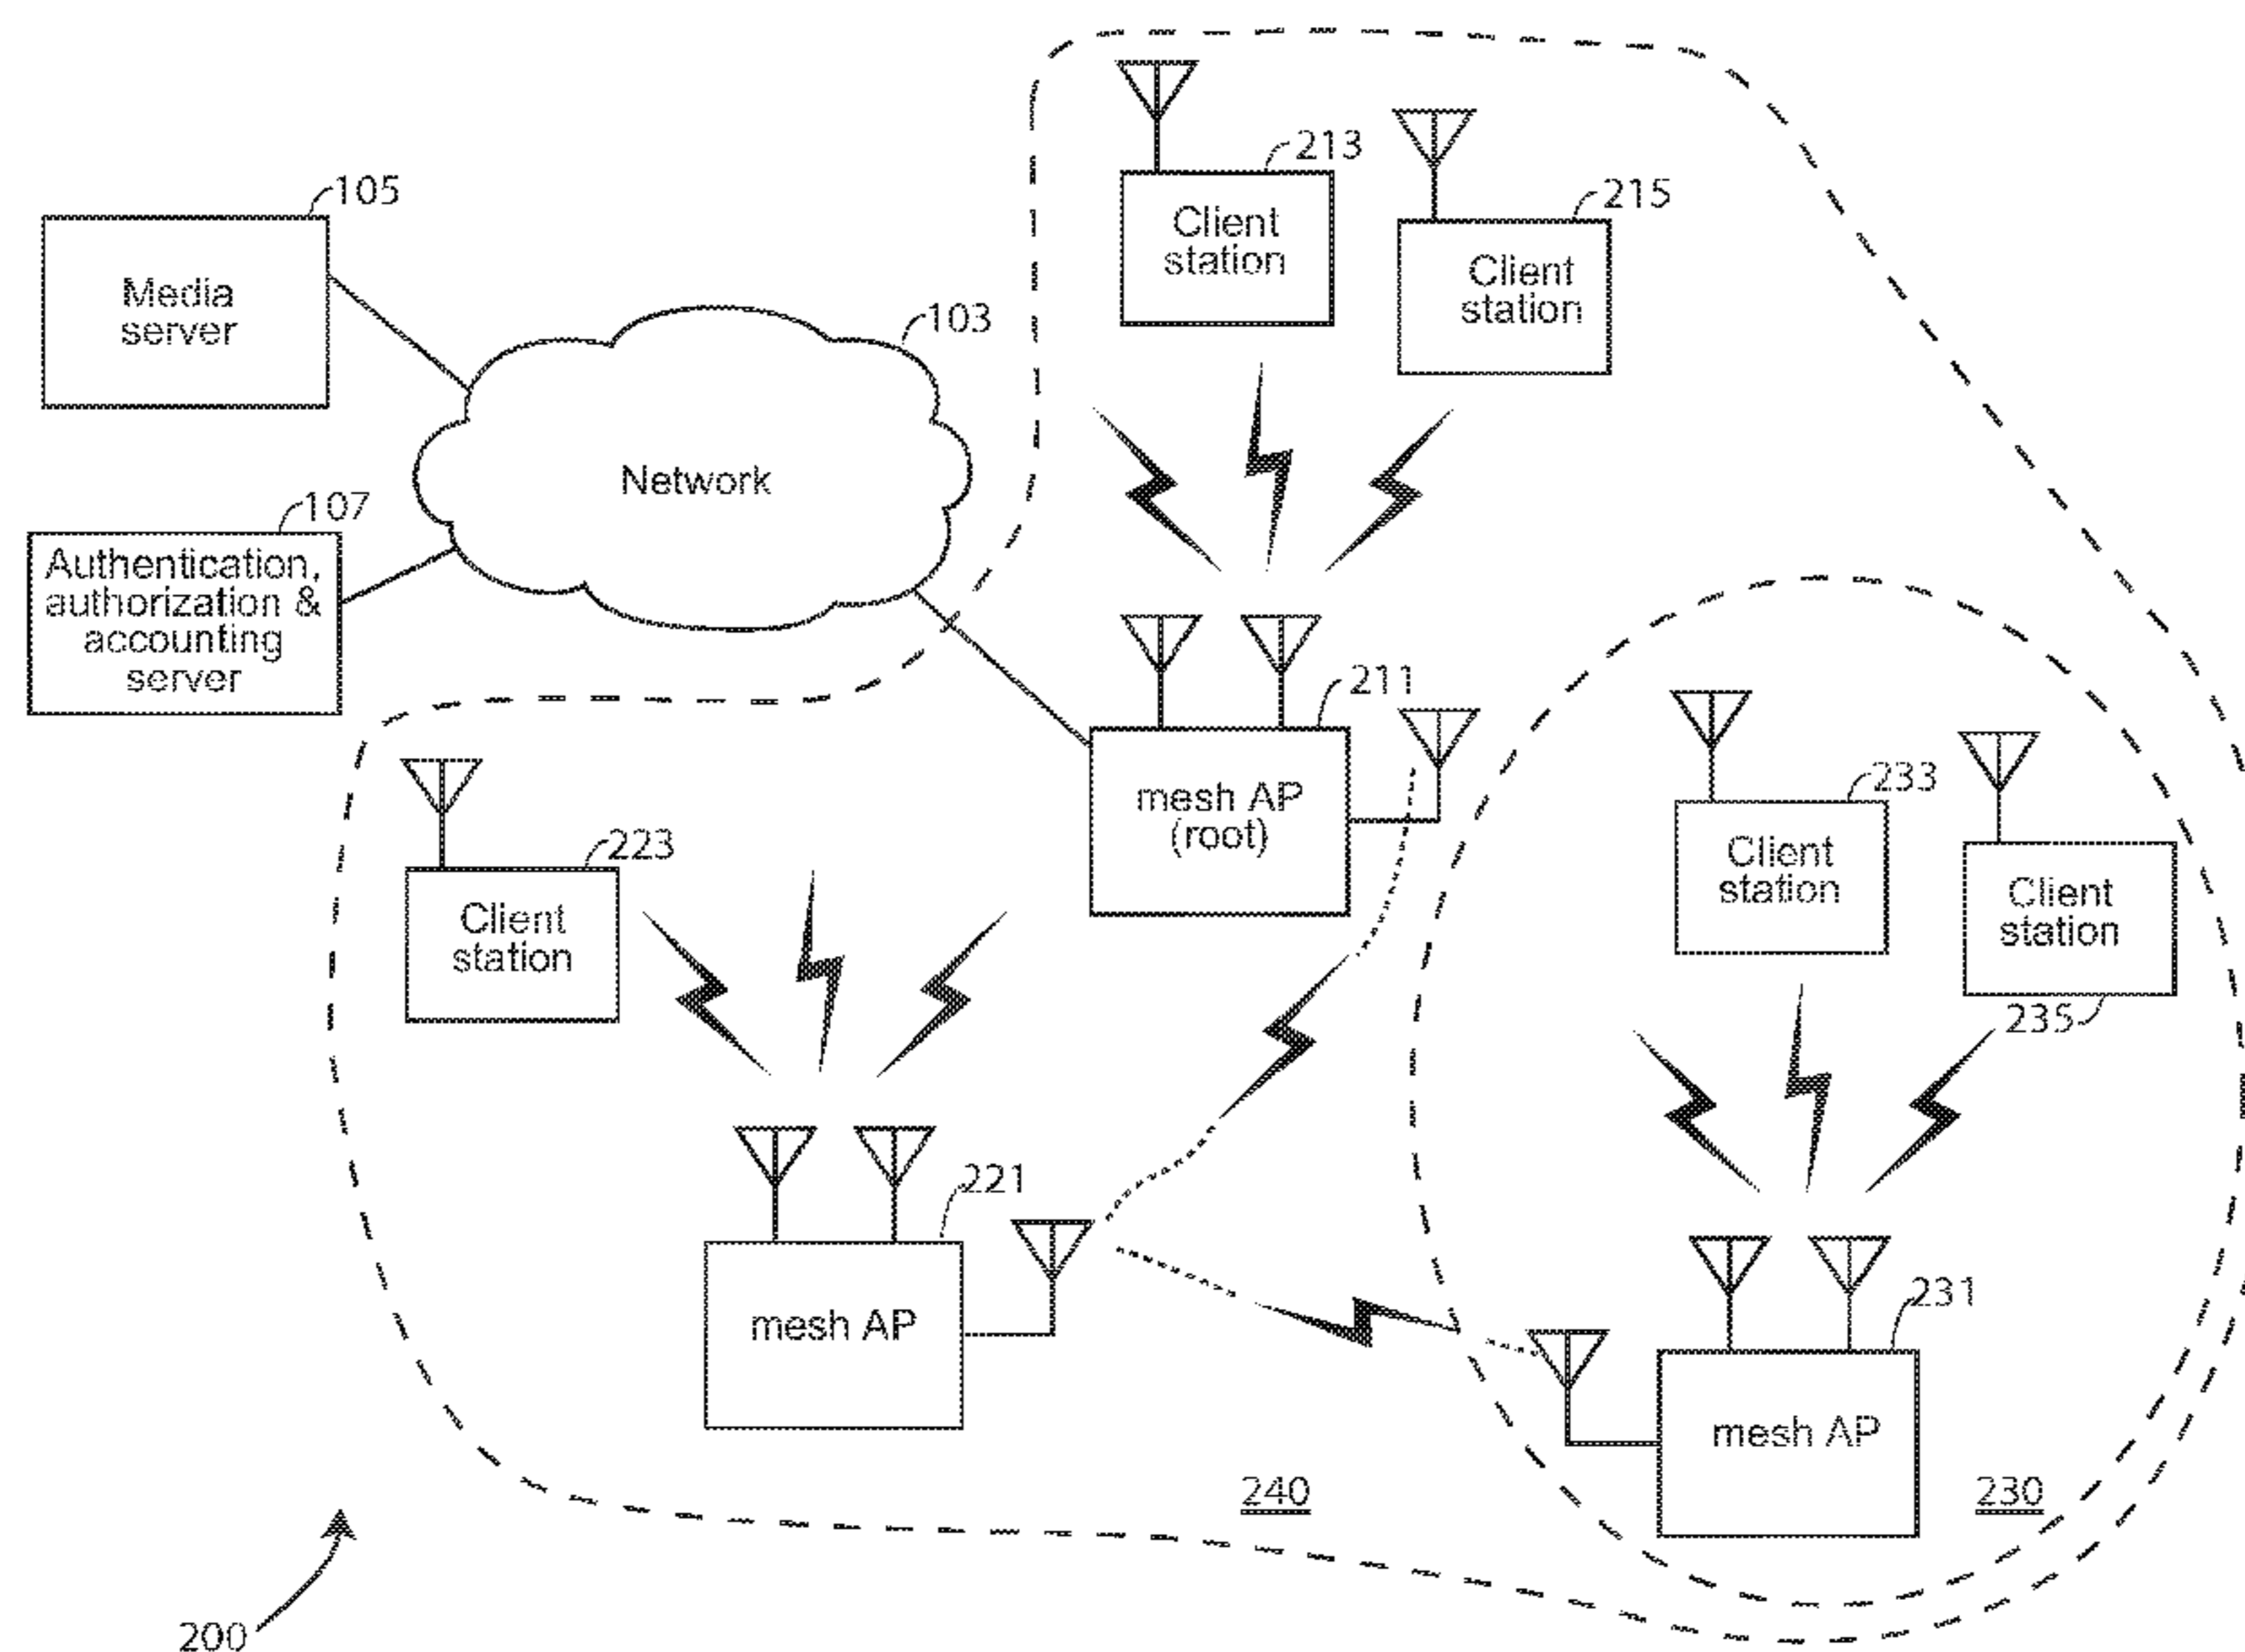 213
Client
station
215
Client
station
105
Media
server
103
Network
107
Authentication,
authorization &
accounting
server
211
mesh AP
(root)
223
Client
station
233
Client
station
Client
station
235
221
mesh AP
231
mesh AP
240
230
200